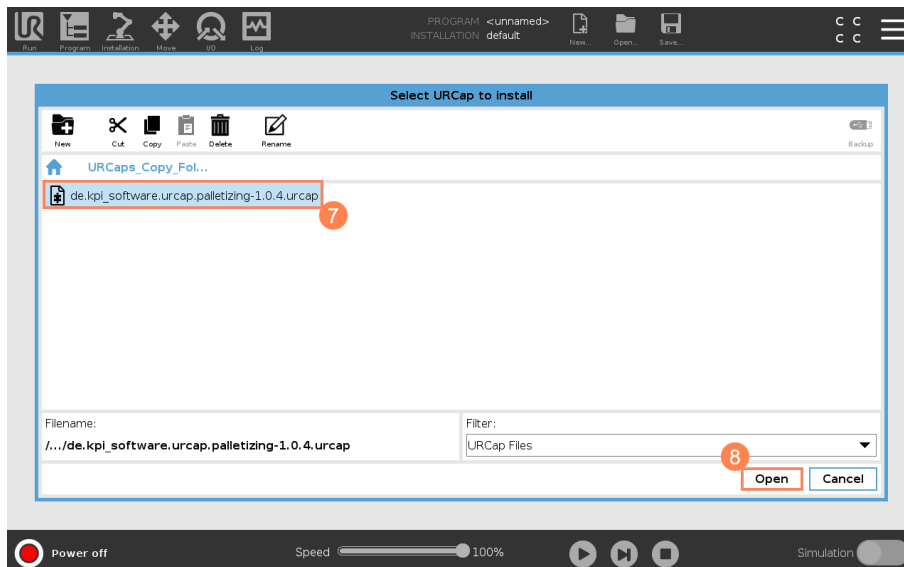 PROGRAM <unnamed>
INSTALLATION default
UR
Run Program Installation Move I/O Log
New... Open... Save...
C C
C C
Select URCap to install
New Cut Copy Paste Delete Rename Backup
URCaps_Copy_Fol...
de.kpi_software.urcap.palletizing-1.0.4.urcap
7
Filename:
/.../de.kpi_software.urcap.palletizing-1.0.4.urcap
Filter:
URCap Files
8
Open Cancel
Power off
Speed 100%
Simulation